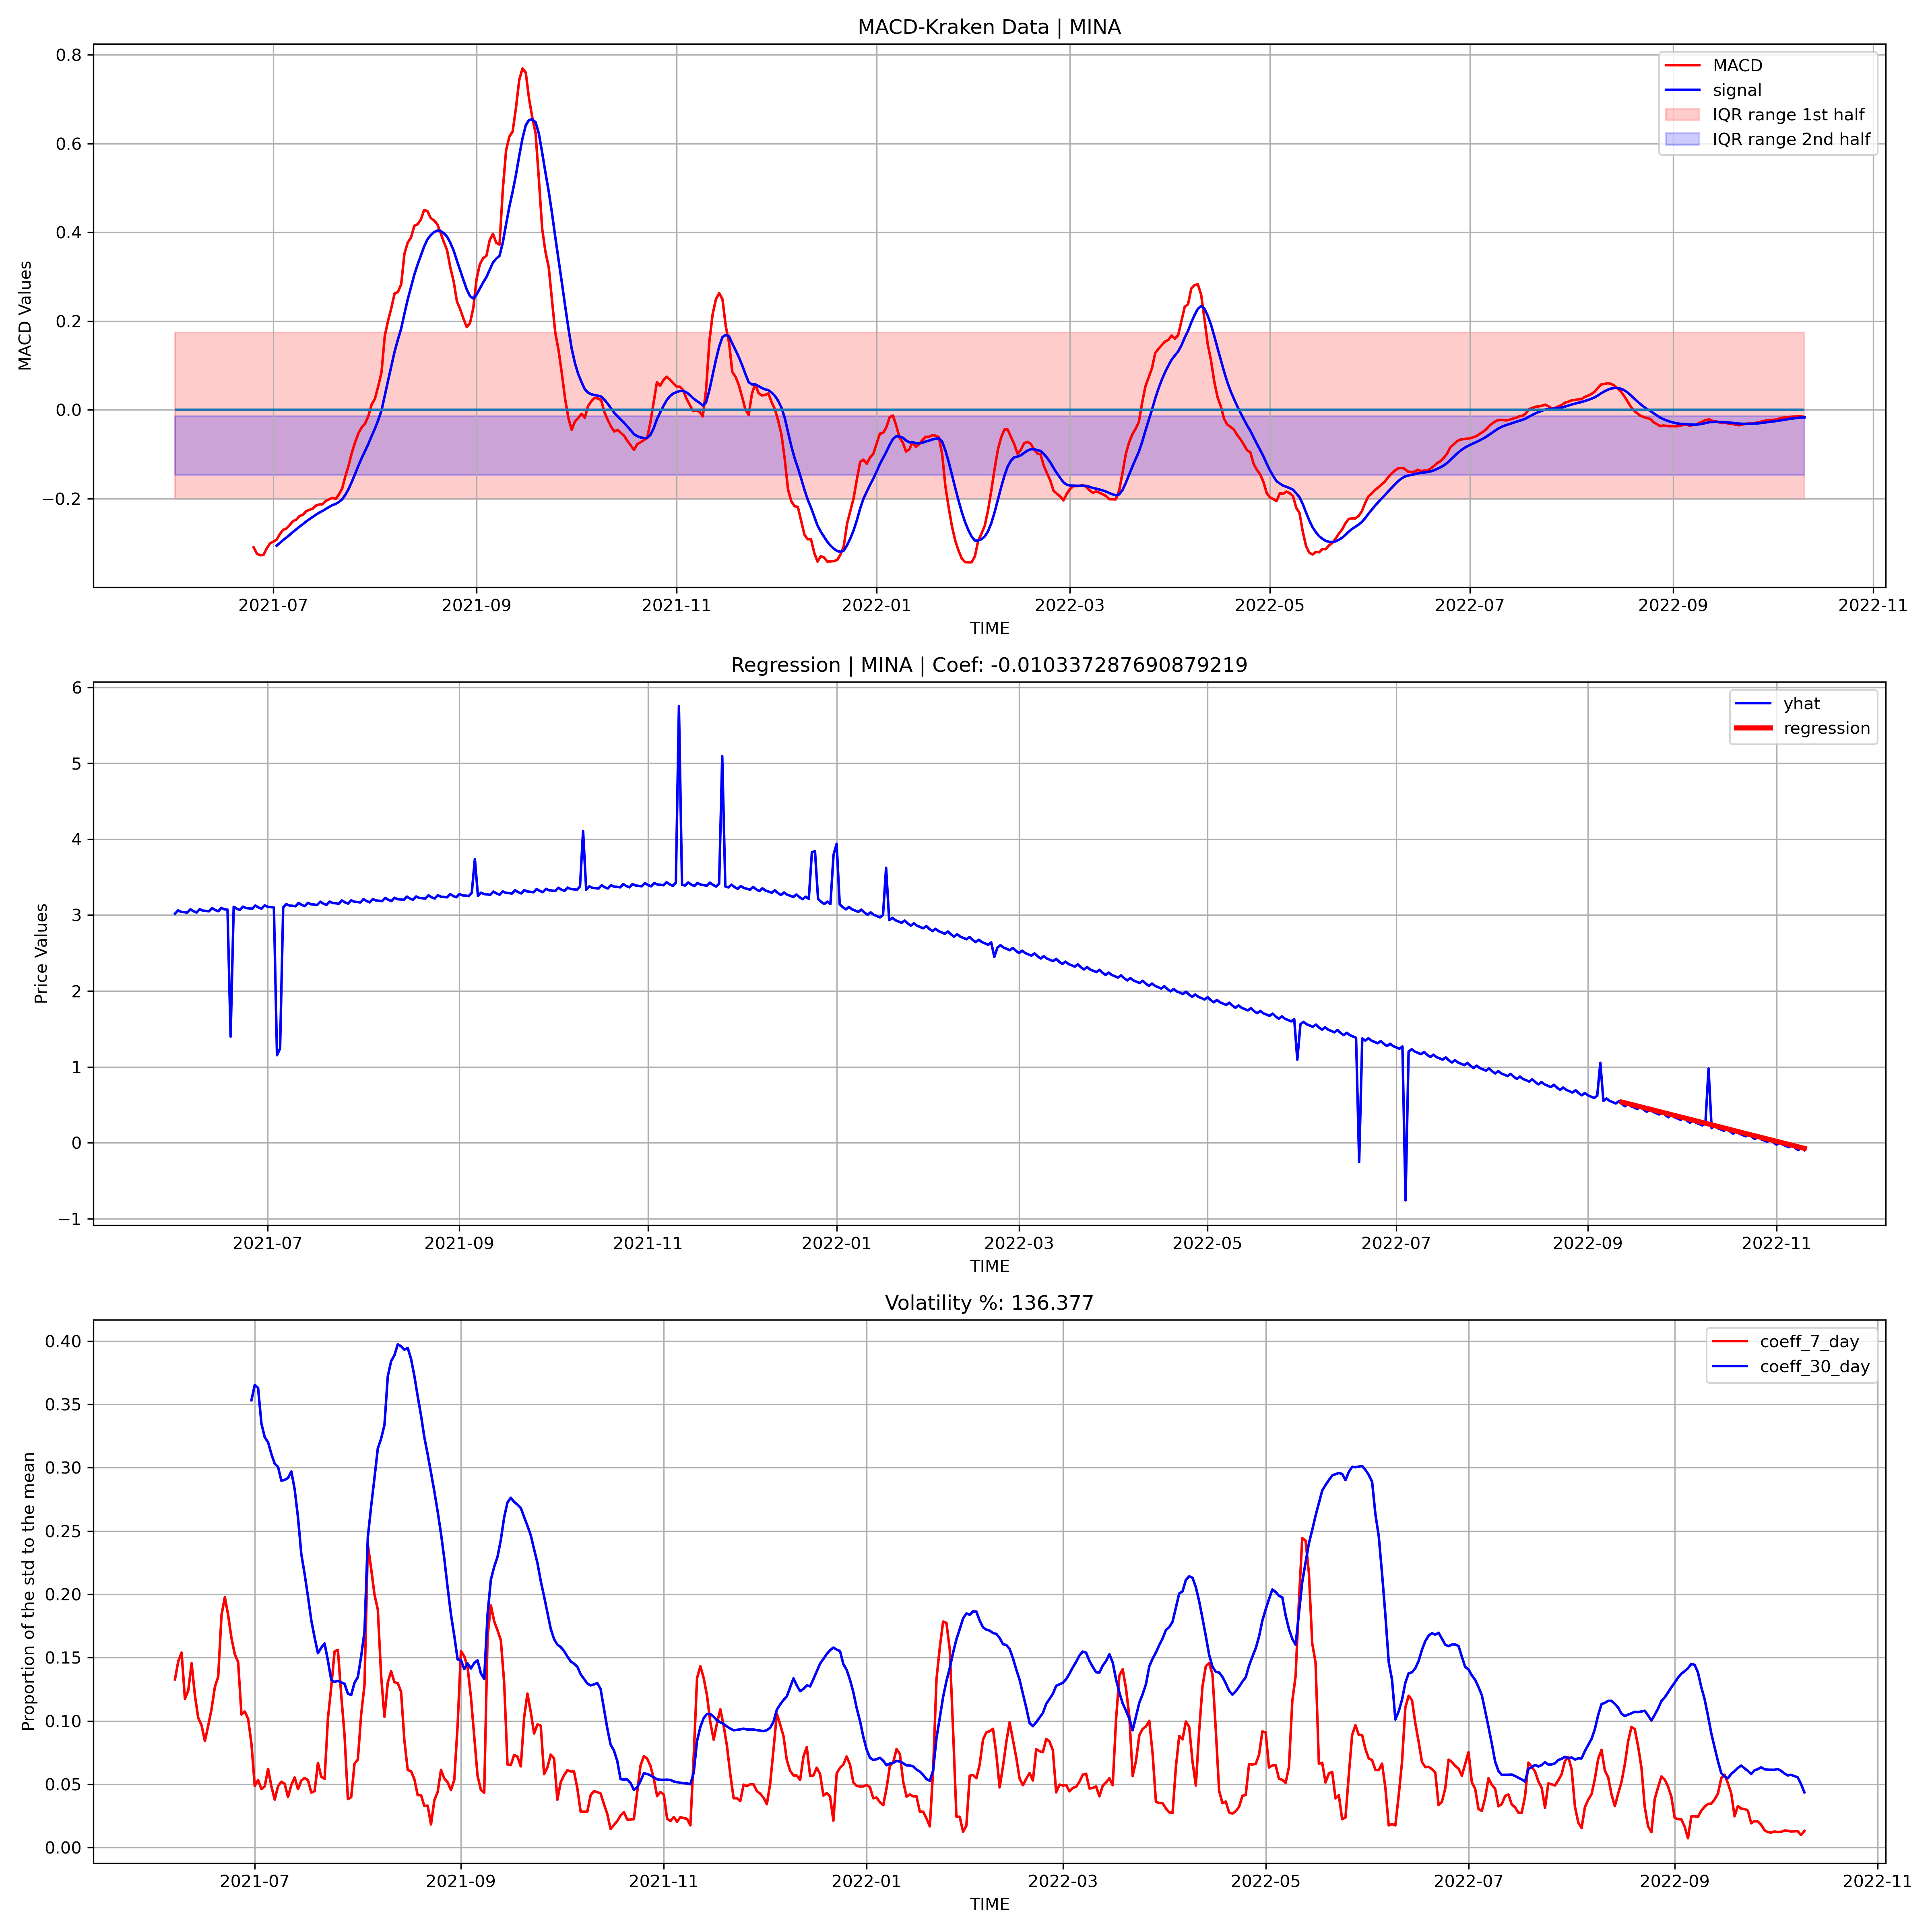 MACD-Kraken Data | MINA
0.8
0.6
0.4
0.2
0.0
−0.2
MACD Values
MACD
signal
IQR range 1st half
IQR range 2nd half
2021-07 2021-09 2021-11 2022-01 2022-03 2022-05 2022-07 2022-09 2022-11
TIME
Regression | MINA | Coef: -0.010337287690879219
6
5
4
3
2
1
0
−1
Price Values
yhat
regression
2021-07 2021-09 2021-11 2022-01 2022-03 2022-05 2022-07 2022-09 2022-11
TIME
Volatility %: 136.377
0.40
0.35
0.30
0.25
0.20
0.15
0.10
0.05
0.00
Proportion of the std to the mean
coeff_7_day
coeff_30_day
2021-07 2021-09 2021-11 2022-01 2022-03 2022-05 2022-07 2022-09 2022-11
TIME